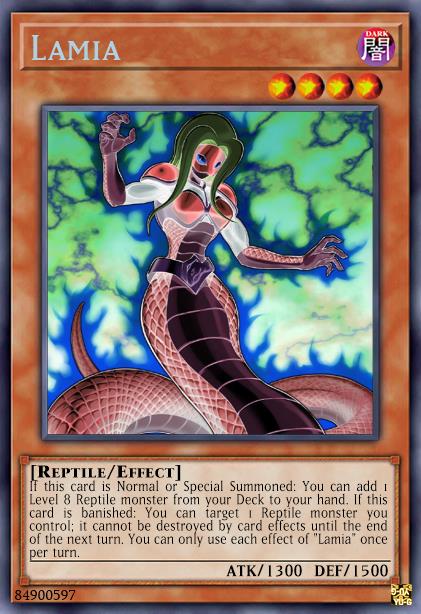 Lamia
DARK
闇
[Reptile/Effect]
If this card is Normal or Special Summoned: You can add 1
Level 8 Reptile monster from your Deck to your hand. If this
card is banished: You can target 1 Reptile monster you
control; it cannot be destroyed by card effects until the end
of the next turn. You can only use each effect of "Lamia" once
per turn.
ATK/1300 DEF/1500
84900597